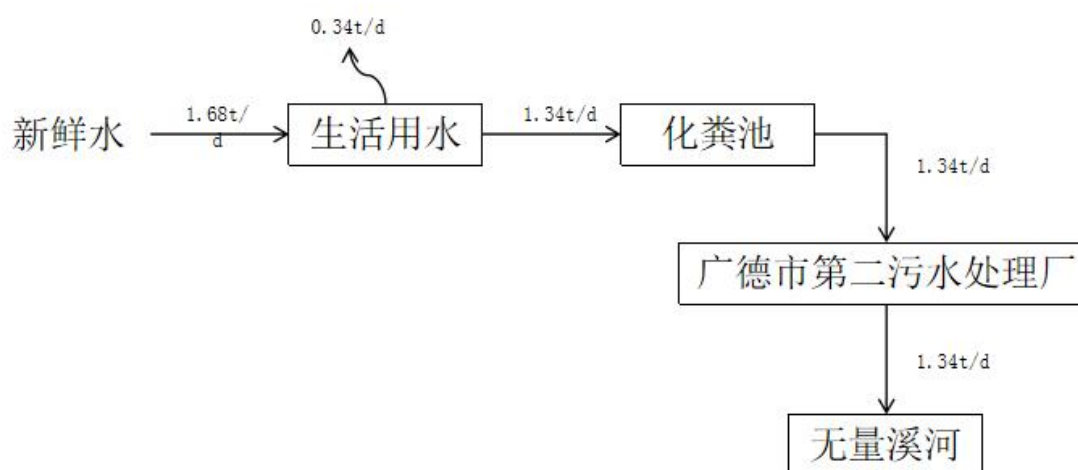 0.34t/d
新鲜水
1.68t/
d
生活用水
1.34t/d
化粪池
1.34t/d
广德市第二污水处理厂
1.34t/d
无量溪河